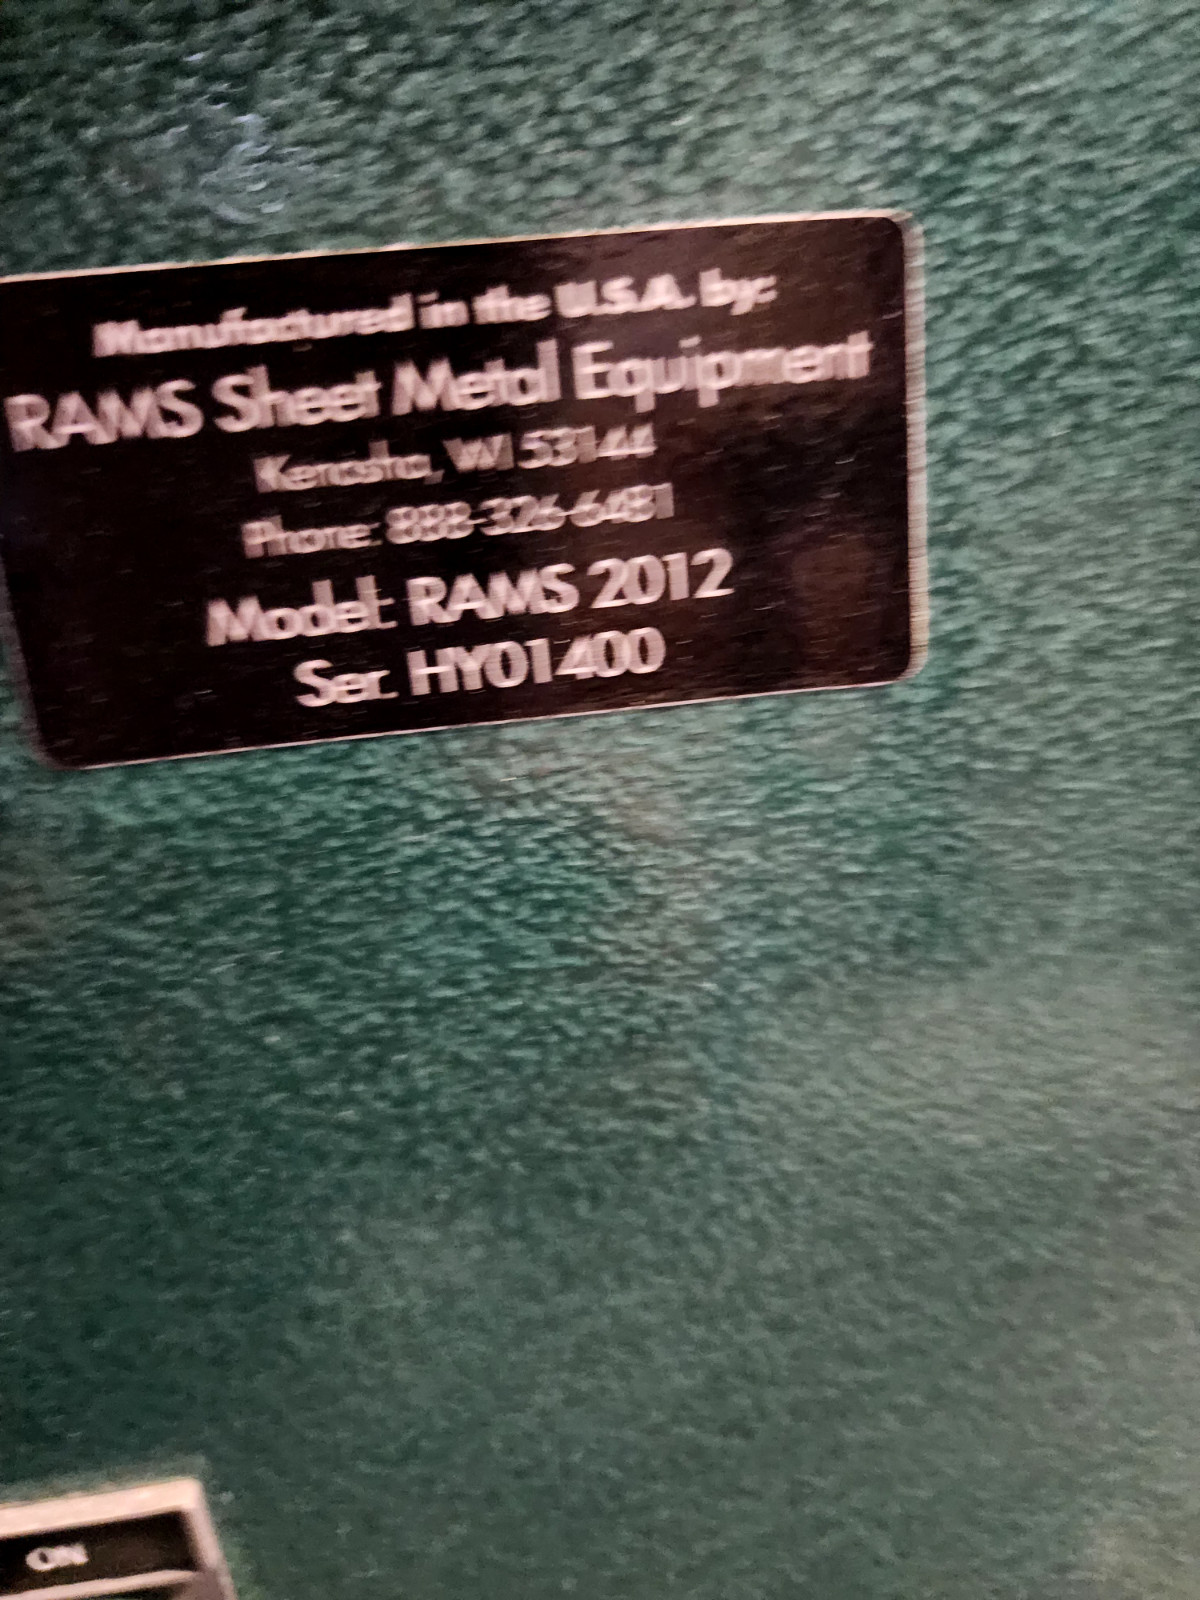 Manufactured in the U.S.A. by:
RAMS Sheet Metal Equipment
Kenosha, WI 53144
Phone: 888-326-6481
Model: RAMS 2012
Ser. HY01400
ON